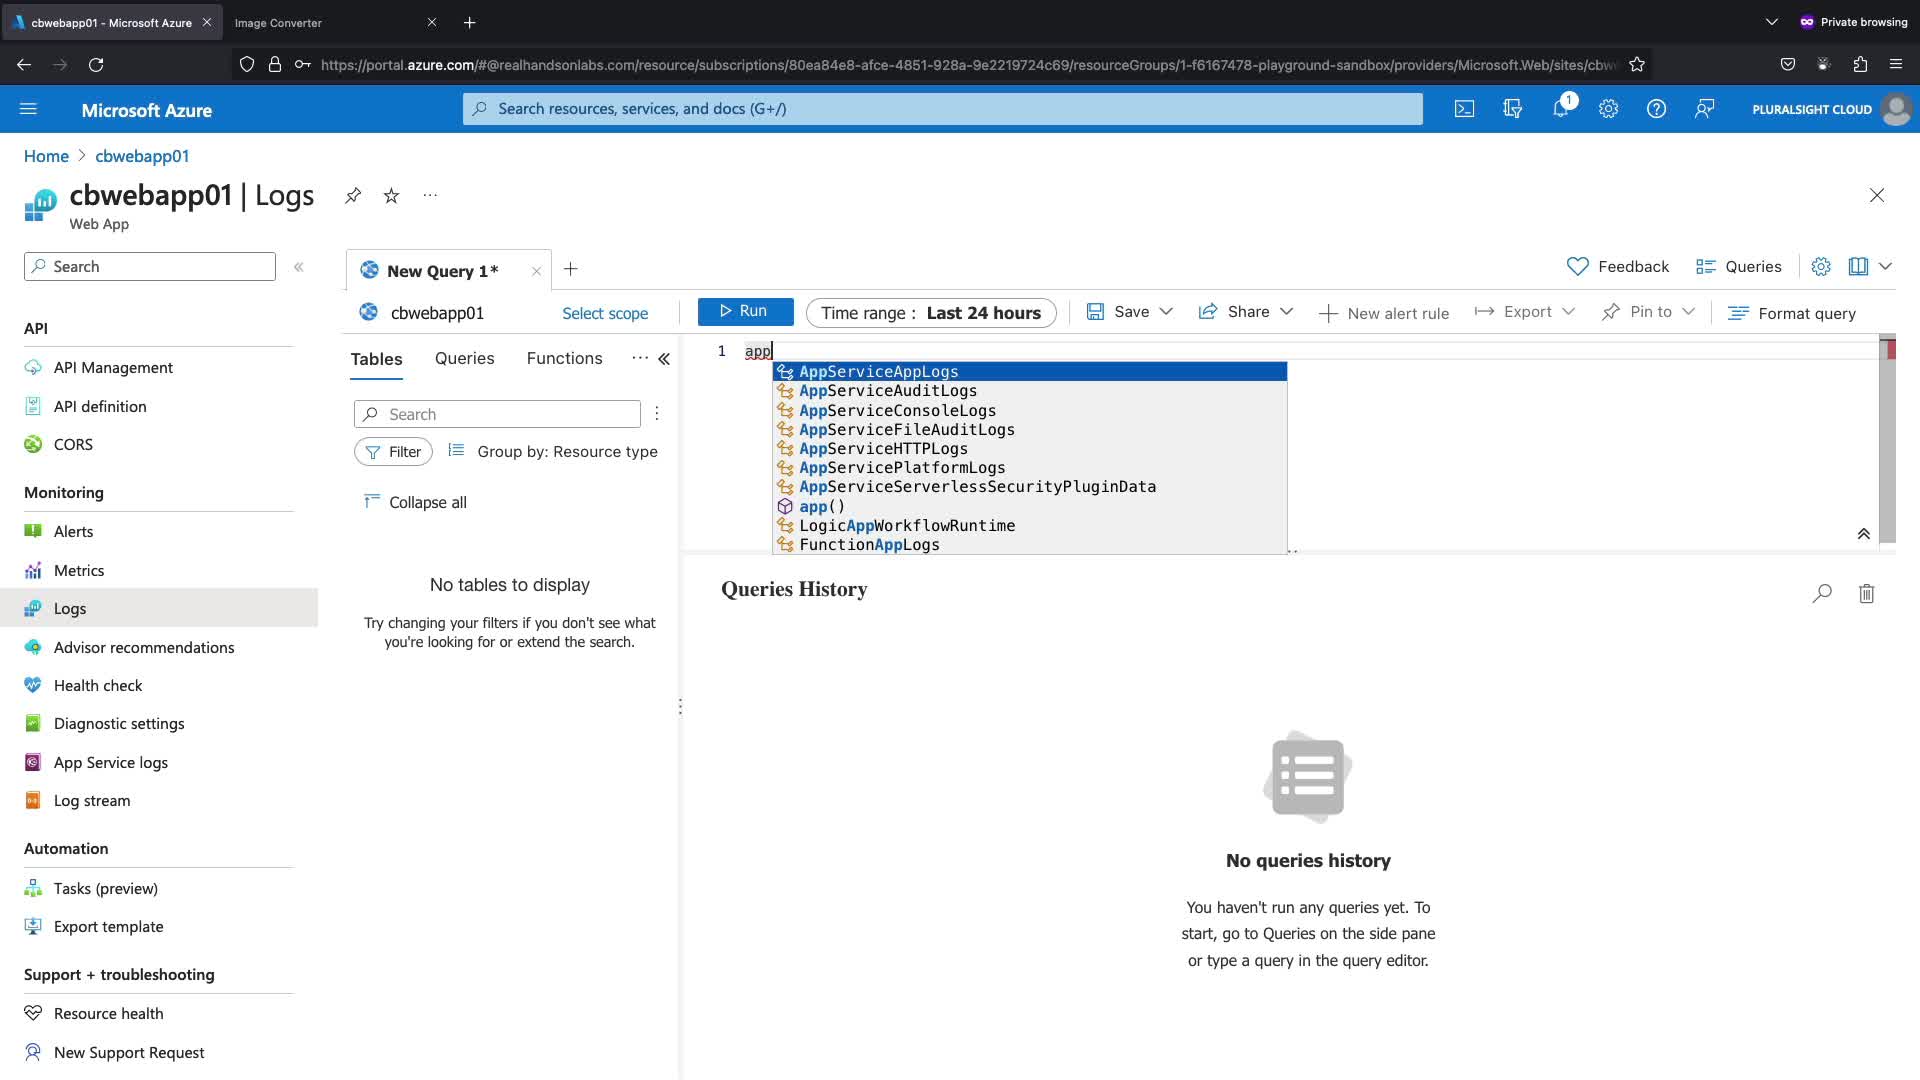 cbwebapp01 - Microsoft Azure
Image Converter
Private browsing
https://portal.azure.com/#@realhandsonlabs.com/resource/subscriptions/80ea84e8-afce-4851-928a-9e2219724c69/resourceGroups/1-f6167478-playground-sandbox/providers/Microsoft.Web/sites/cbw
Microsoft Azure
Search resources, services, and docs (G+/)
1
PLURALSIGHT CLOUD
Home > cbwebapp01
cbwebapp01 | Logs
Web App
Search
API
API Management
API definition
CORS
Monitoring
Alerts
Metrics
Logs
Advisor recommendations
Health check
Diagnostic settings
App Service logs
Log stream
Automation
Tasks (preview)
Export template
Support + troubleshooting
Resource health
New Support Request
New Query 1*
Feedback
Queries
cbwebapp01
Select scope
Run
Time range : Last 24 hours
Save
Share
New alert rule
Export
Pin to
Format query
Tables
Queries
Functions
Search
Filter
Group by: Resource type
Collapse all
No tables to display
Try changing your filters if you don't see what
you're looking for or extend the search.
1 app
AppServiceAppLogs
AppServiceAuditLogs
AppServiceConsoleLogs
AppServiceFileAuditLogs
AppServiceHTTPLogs
AppServicePlatformLogs
AppServiceServerlessSecurityPluginData
app()
LogicAppWorkflowRuntime
FunctionAppLogs
Queries History
No queries history
You haven't run any queries yet. To
start, go to Queries on the side pane
or type a query in the query editor.